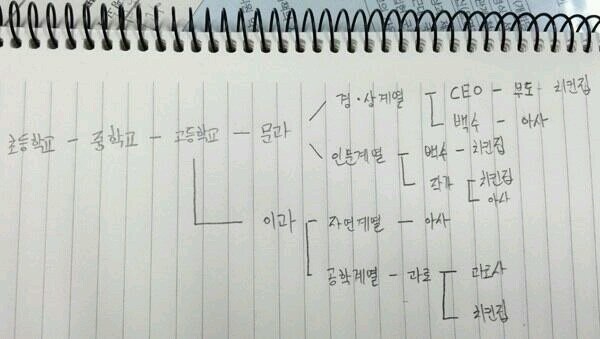 경·상계열 - CEO - 부도 - 치킨집
백수 - 아사
초등학교 - 중학교 - 고등학교 - 문과
인문계열 - 백수 - 치킨집
작가 - 치킨집
아사
이과 - 자연계열 - 아사
공학계열 - 과로 - 과로사
치킨집